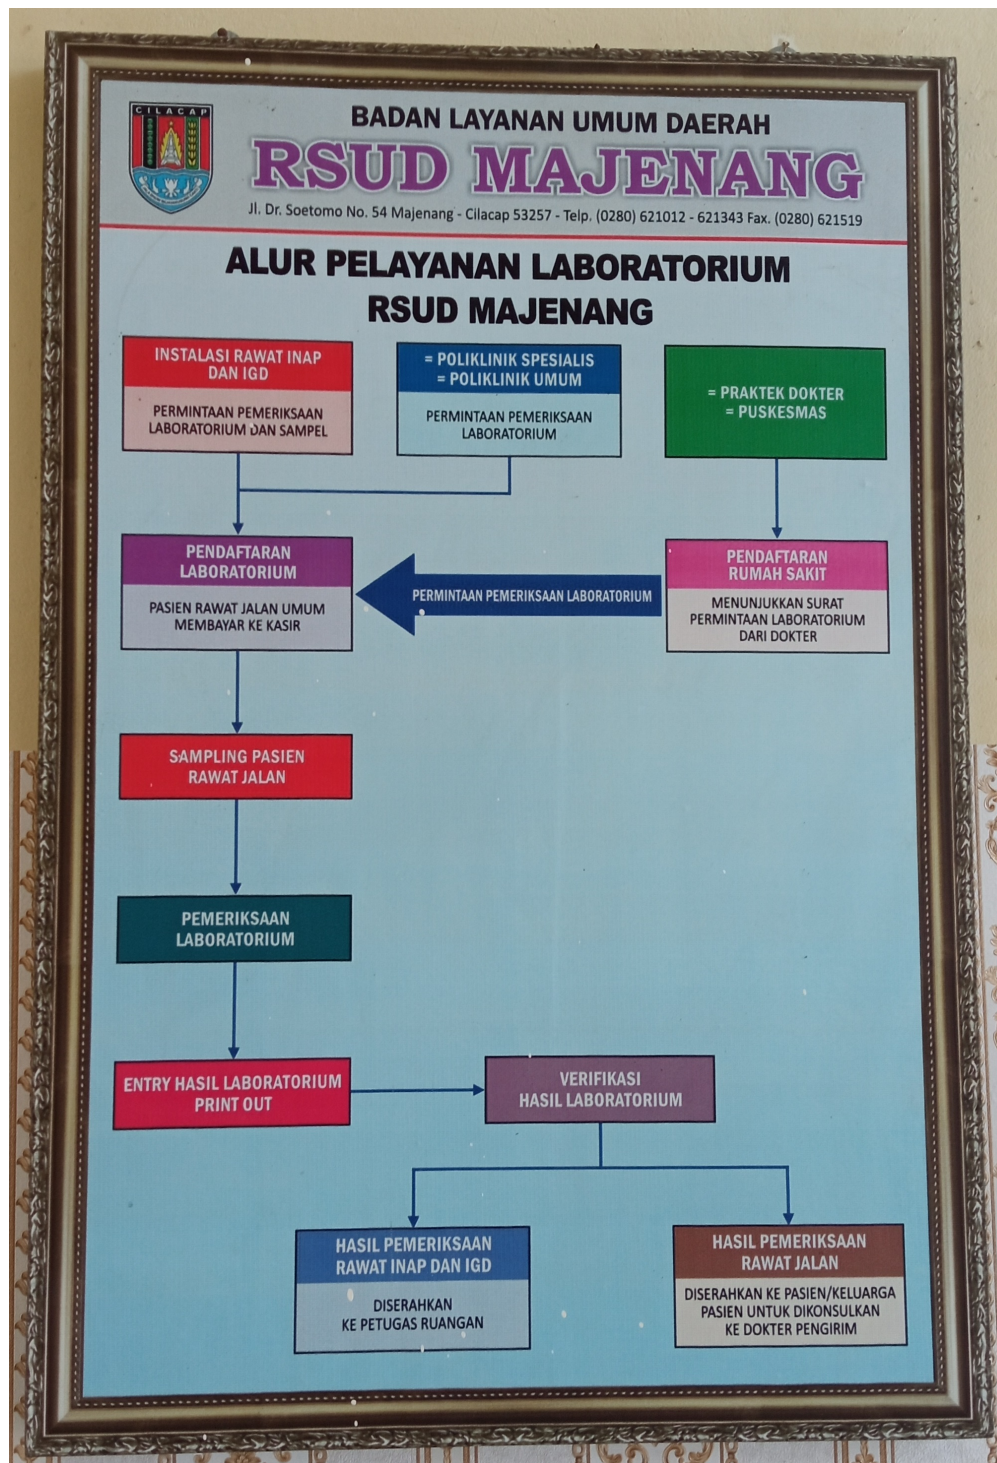 CILACAP
BADAN LAYANAN UMUM DAERAH
RSUD MAJENANG
Jl. Dr. Soetomo No. 54 Majenang - Cilacap 53257 - Telp. (0280) 621012 - 621343 Fax. (0280) 621519
ALUR PELAYANAN LABORATORIUM
RSUD MAJENANG
INSTALASI RAWAT INAP
DAN IGD
PERMINTAAN PEMERIKSAAN
LABORATORIUM DAN SAMPEL
= POLIKLINIK SPESIALIS
= POLIKLINIK UMUM
PERMINTAAN PEMERIKSAAN
LABORATORIUM
= PRAKTEK DOKTER
= PUSKESMAS
PENDAFTARAN
LABORATORIUM
PASIEN RAWAT JALAN UMUM
MEMBAYAR KE KASIR
PERMINTAAN PEMERIKSAAN LABORATORIUM
PENDAFTARAN
RUMAH SAKIT
MENUNJUKKAN SURAT
PERMINTAAN LABORATORIUM
DARI DOKTER
SAMPLING PASIEN
RAWAT JALAN
PEMERIKSAAN
LABORATORIUM
ENTRY HASIL LABORATORIUM
PRINT OUT
VERIFIKASI
HASIL LABORATORIUM
HASIL PEMERIKSAAN
RAWAT INAP DAN IGD
DISERAHKAN
KE PETUGAS RUANGAN
HASIL PEMERIKSAAN
RAWAT JALAN
DISERAHKAN KE PASIEN/KELUARGA
PASIEN UNTUK DIKONSULKAN
KE DOKTER PENGIRIM